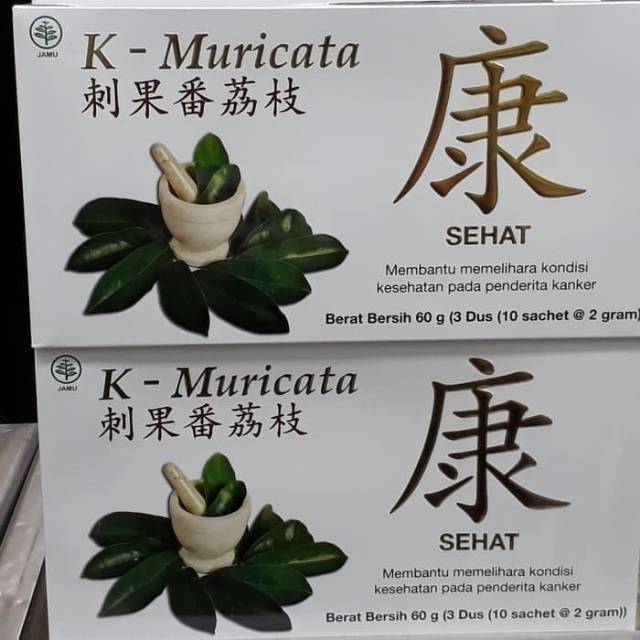 JAMU
K - Muricata
刺果番荔枝
康
SEHAT
Membantu memelihara kondisi
kesehatan pada penderita kanker
Berat Bersih 60 g (3 Dus (10 sachet @ 2 gram)
JAMU
K - Muricata
刺果番荔枝
康
SEHAT
Membantu memelihara kondisi
kesehatan pada penderita kanker
Berat Bersih 60 g (3 Dus (10 sachet @ 2 gram))